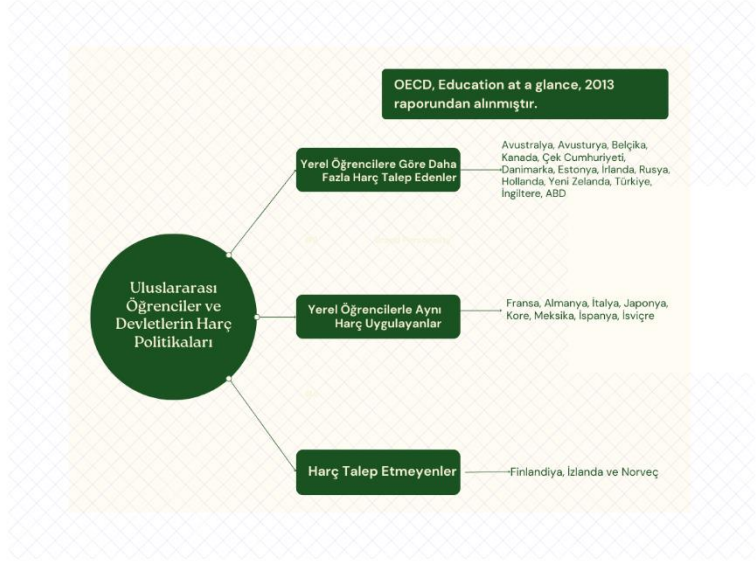 OECD, Education at a glance, 2013
raporundan alınmıştır.
Yerel Öğrencilere Göre Daha
Fazla Harç Talep Edenler
Avustralya, Avusturya, Belçika,
Kanada, Çek Cumhuriyeti,
Danimarka, Estonya, İrlanda, Rusya,
Hollanda, Yeni Zelanda, Türkiye,
İngiltere, ABD
Uluslararası
Öğrenciler ve
Devletlerin Harç
Politikaları
Yerel Öğrencilerle Aynı
Harç Uygulayanlar
Fransa, Almanya, İtalya, Japonya,
Kore, Meksika, İspanya, İsviçre
Harç Talep Etmeyenler
Finlandiya, İzlanda ve Norveç